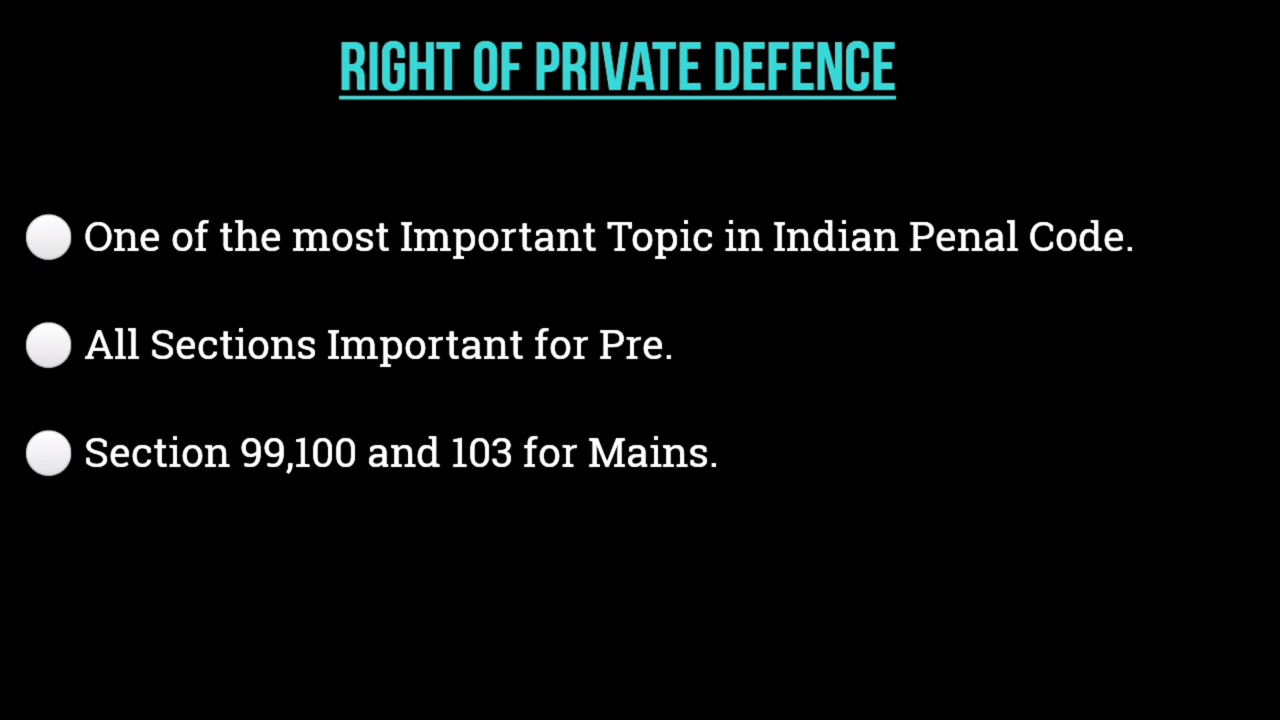 RIGHT OF PRIVATE DEFENCE
One of the most Important Topic in Indian Penal Code.
All Sections Important for Pre.
Section 99,100 and 103 for Mains.